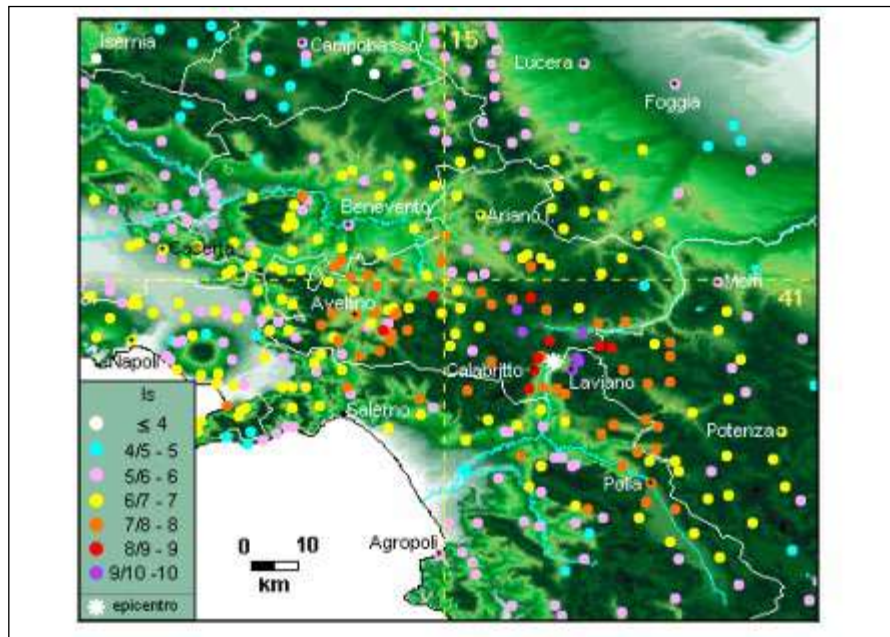 15
Isernia
Campobasso
Lucera
Foggia
Benevento
Ariano
Caserta
Melfi
41
Avellino
Napoli
Calabritto
Laviano
Salerno
Potenza
Polla
Agropoli
Is
≤ 4
4/5 - 5
5/6 - 6
6/7 - 7
7/8 - 8
8/9 - 9
9/10 -10
epicentro
0 10
km